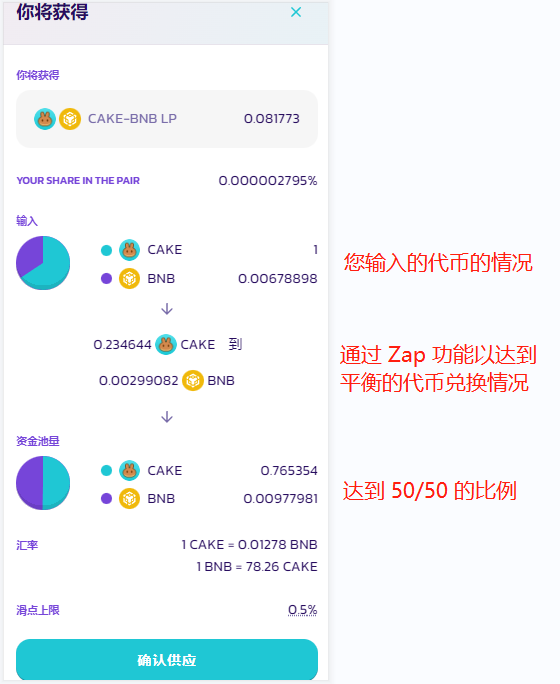 你将获得
你将获得
CAKE-BNB LP 0.081773
YOUR SHARE IN THE PAIR 0.000002795%
输入
CAKE 1
BNB 0.00678898
您输入的代币的情况
0.234644 CAKE 到
0.00299082 BNB
通过 Zap 功能以达到
平衡的代币兑换情况
资金池量
CAKE 0.765354
BNB 0.00977981
达到 50/50 的比例
汇率 1 CAKE = 0.01278 BNB
1 BNB = 78.26 CAKE
滑点上限 0.5%
确认供应